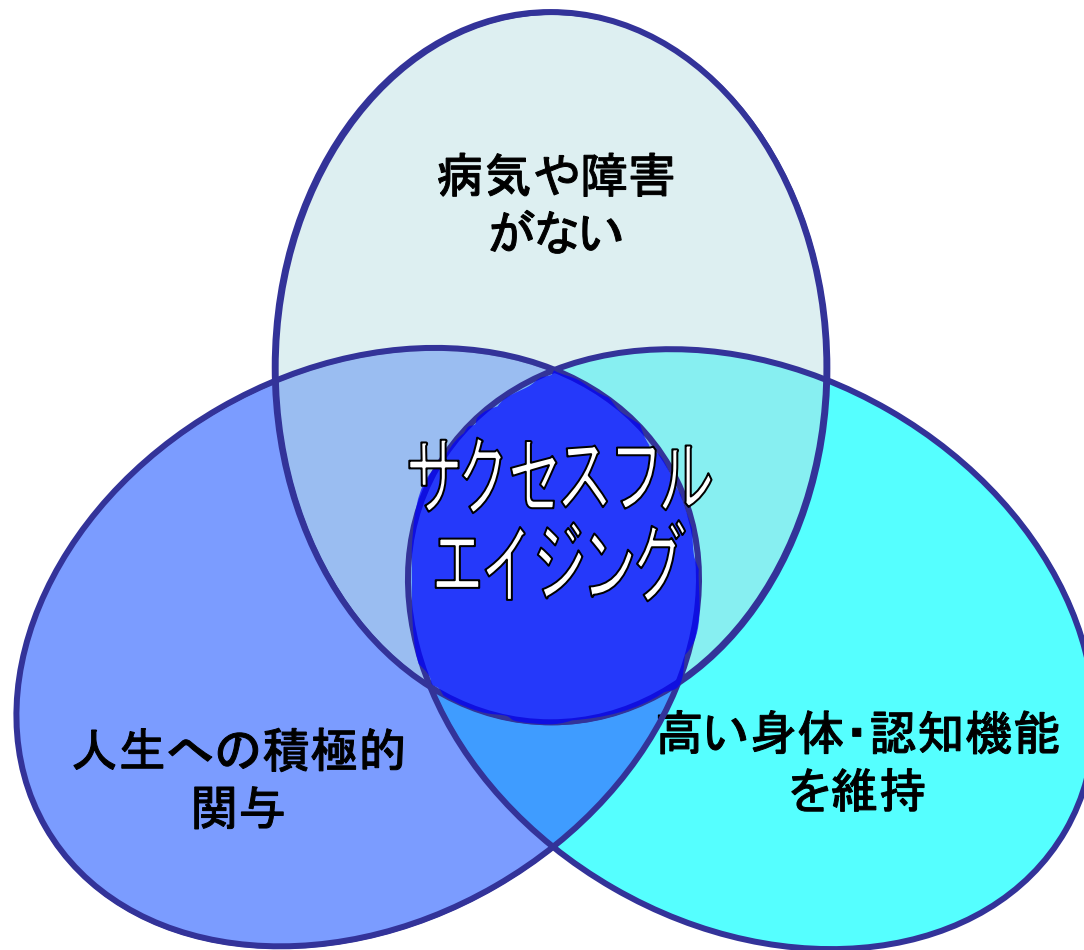 病気や障害
がない
サクセスフル
エイジング
人生への積極的
関与
高い身体・認知機能
を維持